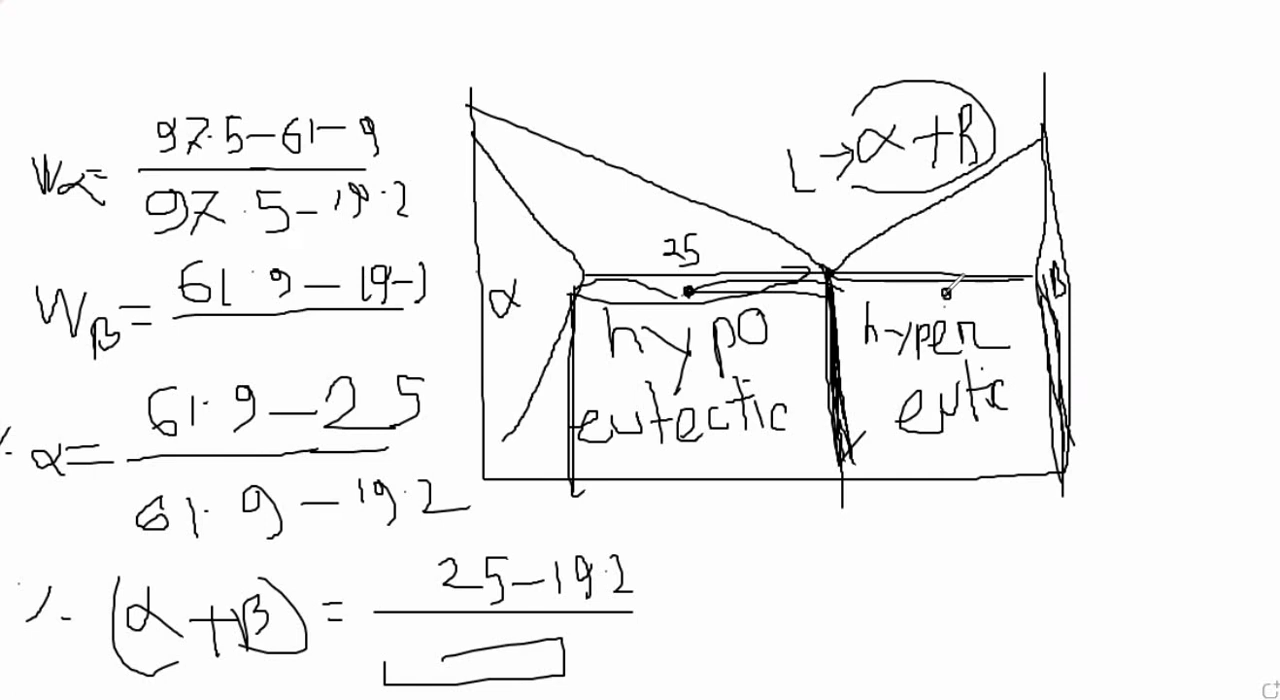 Wα= 97.5-61-9
97.5-19.2
Wβ= 61.9-19-2
α= 61.9-25
61.9-19.2
(α+β)= 25-19.2
L→α+β
25
α
β
hypo
eutectic
hyper
eutic